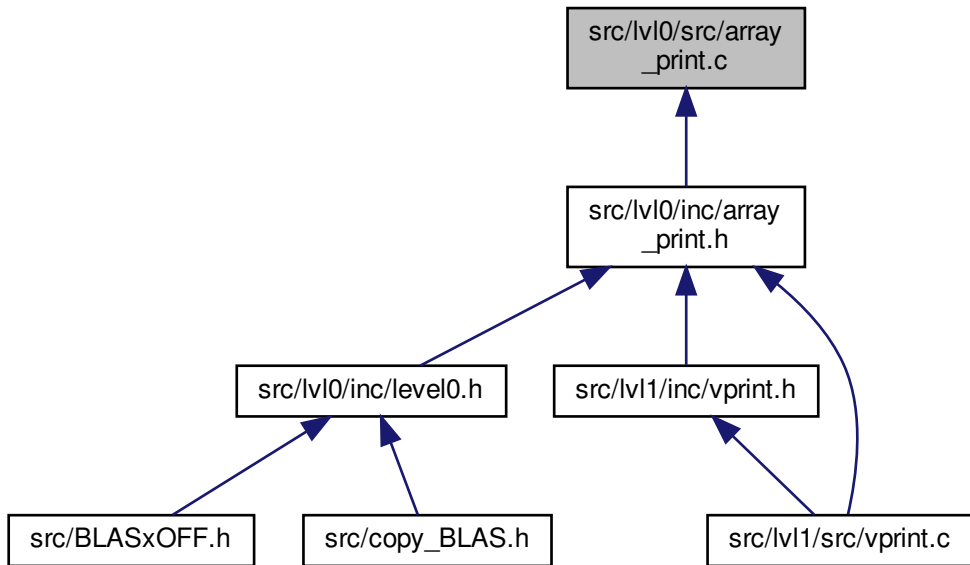 src/lvl0/src/array
_print.c
src/lvl0/inc/array
_print.h
src/lvl0/inc/level0.h
src/lvl1/inc/vprint.h
src/BLASxOFF.h
src/copy_BLAS.h
src/lvl1/src/vprint.c